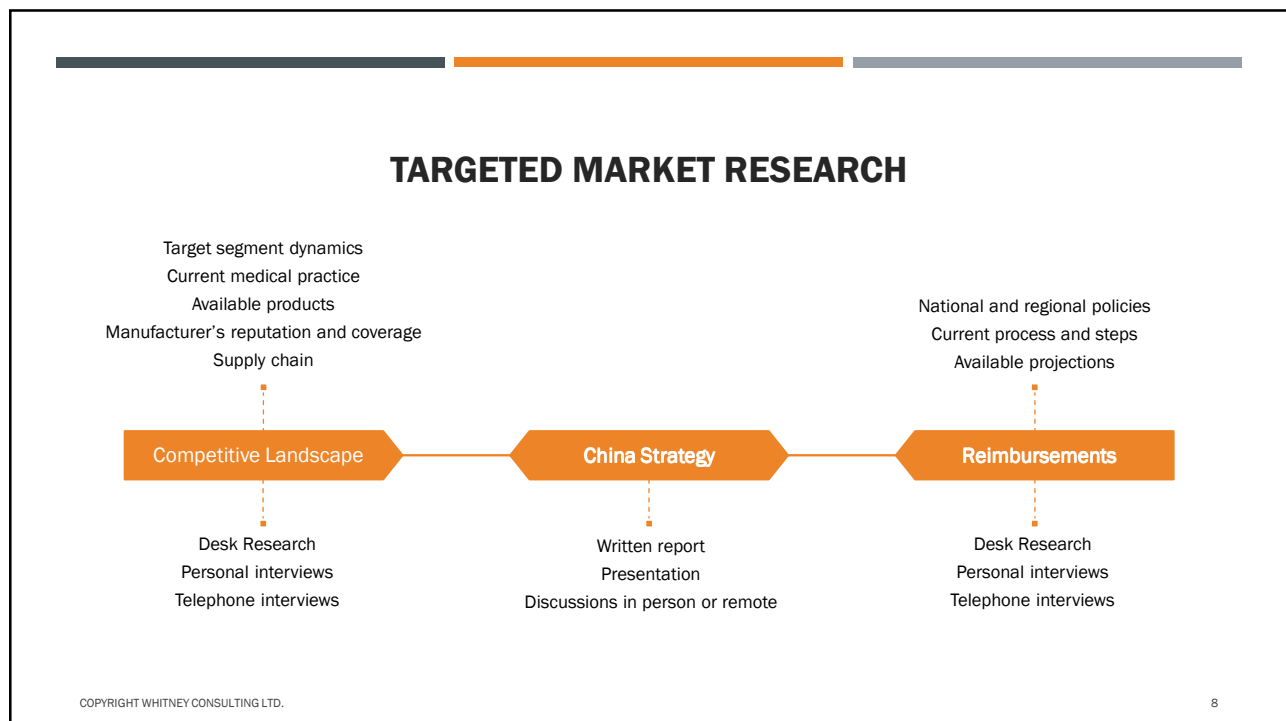 TARGETED MARKET RESEARCH
Target segment dynamics
Current medical practice
Available products
Manufacturer's reputation and coverage
Supply chain
National and regional policies
Current process and steps
Available projections
Competitive Landscape
China Strategy
Reimbursements
Desk Research
Personal interviews
Telephone interviews
Written report
Presentation
Discussions in person or remote
Desk Research
Personal interviews
Telephone interviews
COPYRIGHT WHITNEY CONSULTING LTD.
8